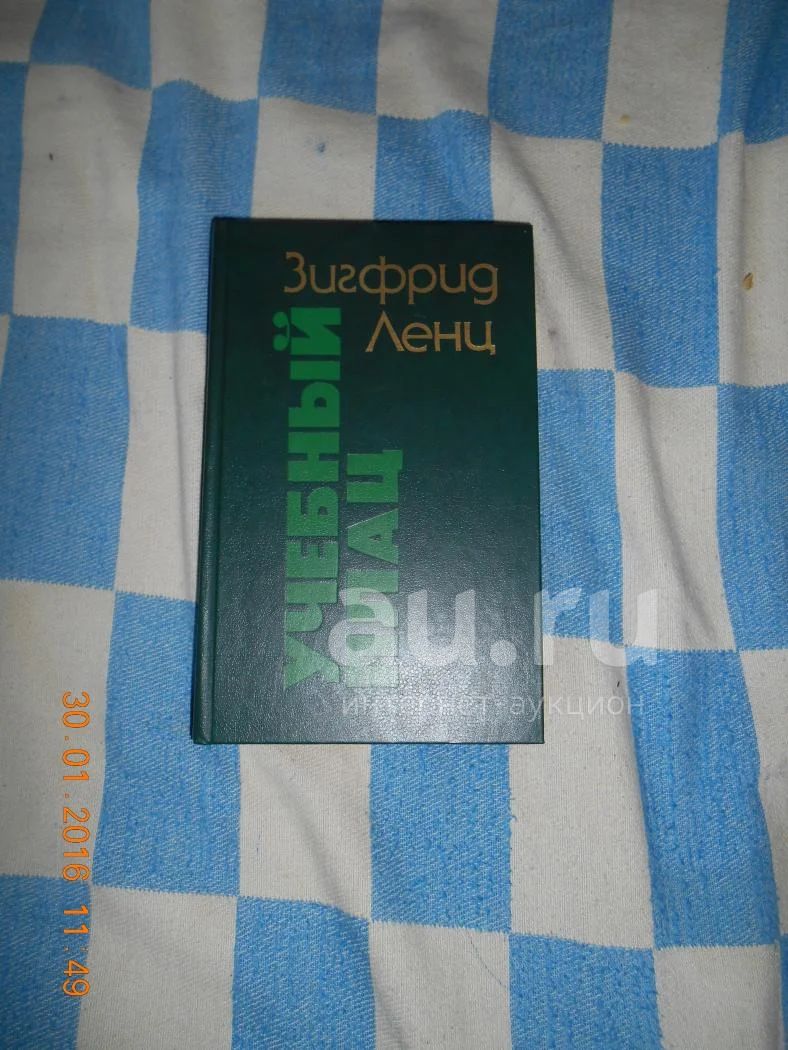 Зигфрид
Ленц
УЧЕБНЫЙ
ПЛАЦ
au.ru
интернет аукцион
30.01.2016 11:49